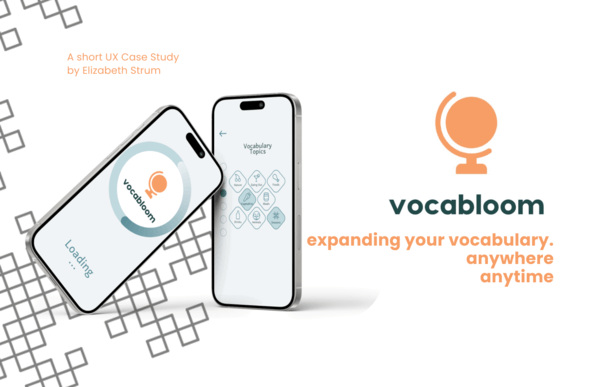 A short UX Case Study
by Elizabeth Strum
vocabloom
Loading
...
Vocabulary
Topics
vocabloom
expanding your vocabulary.
anywhere
anytime